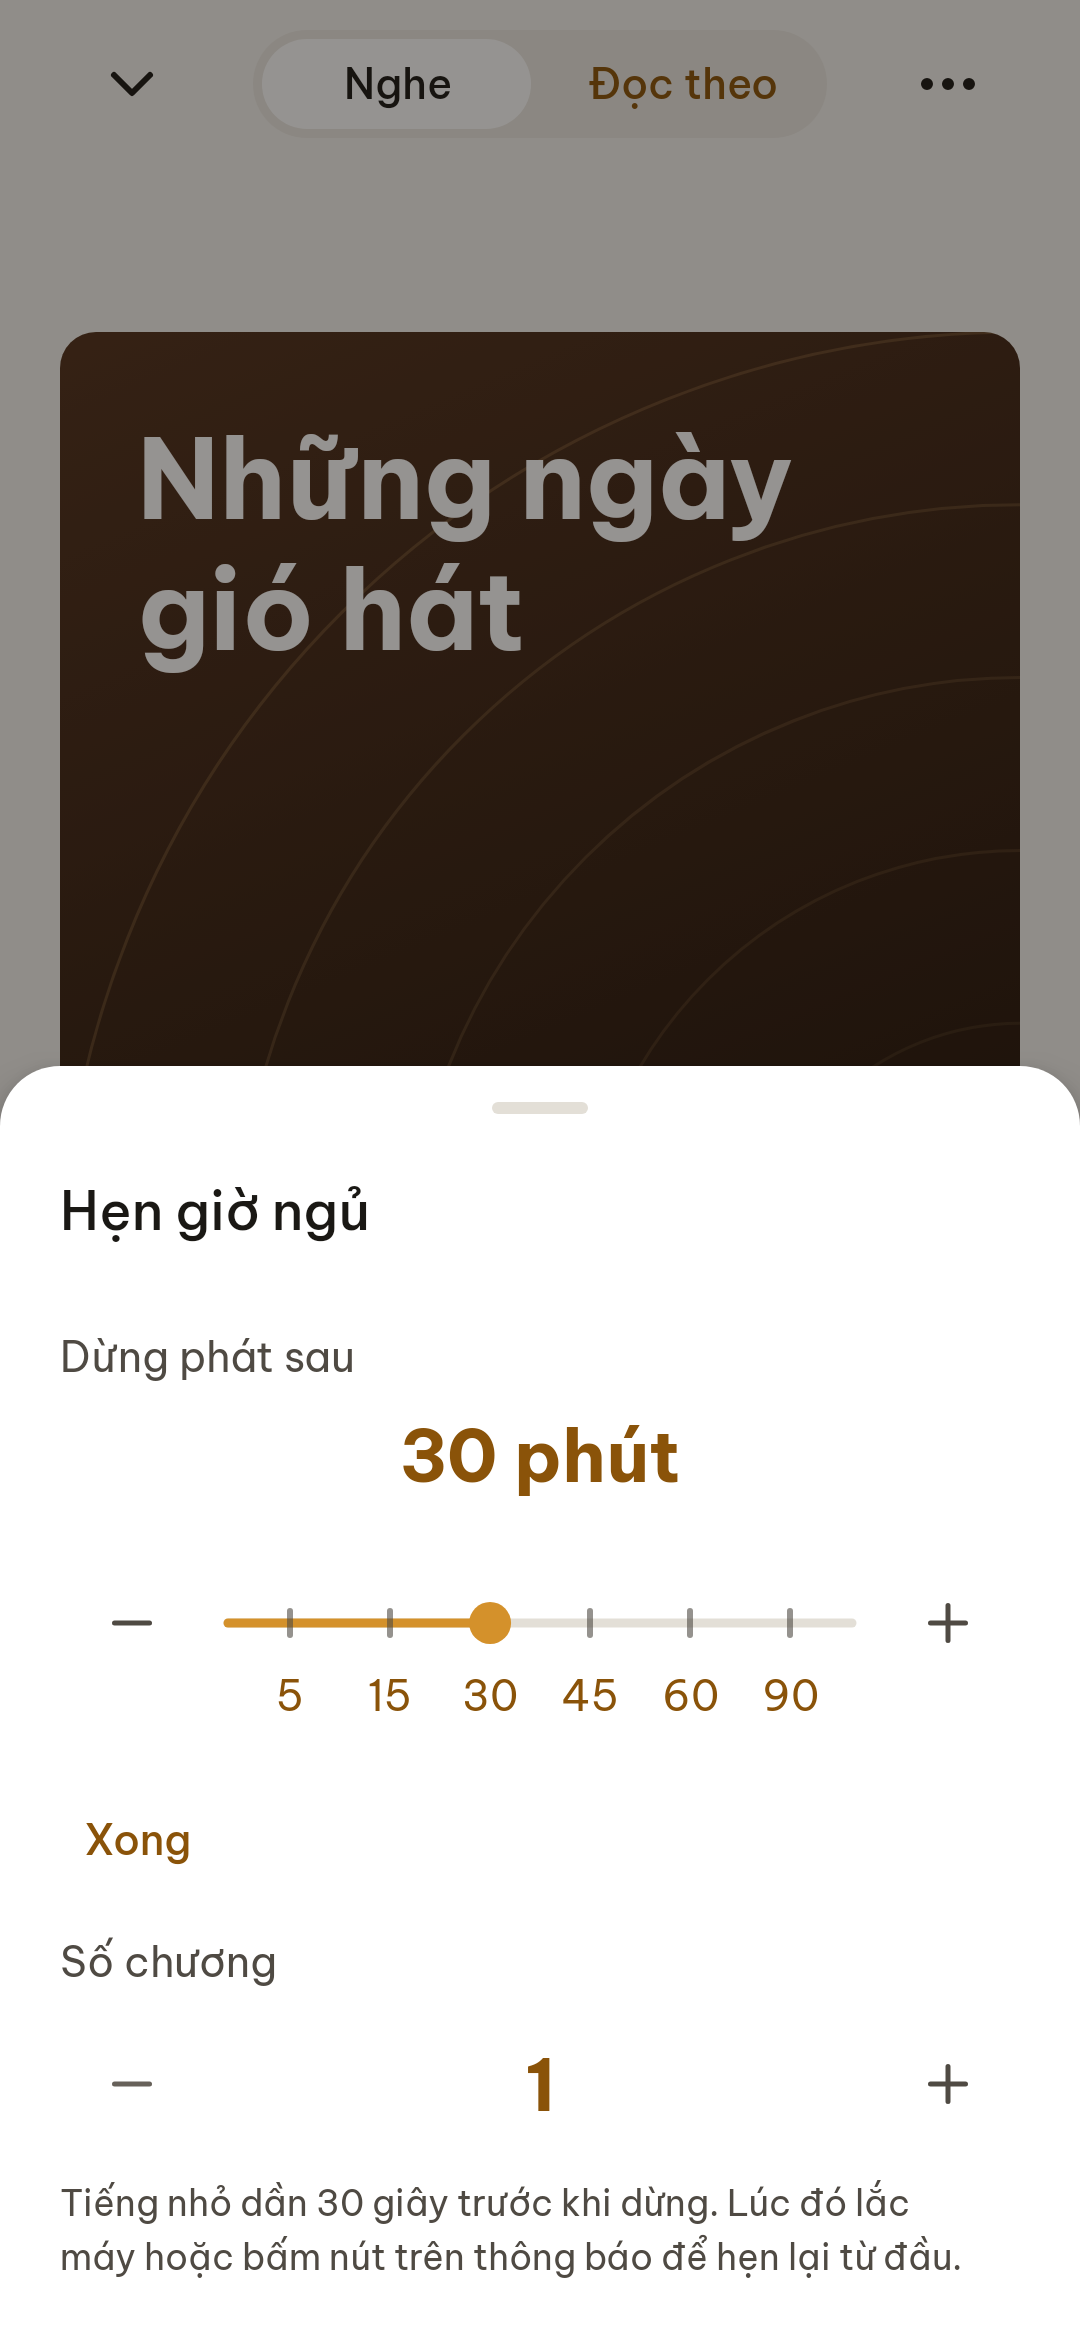 Nghe
Đọc theo
Những ngày
gió hát
Hẹn giờ ngủ
Dừng phát sau
30 phút
5 15 30 45 60 90
Xong
Số chương
1
Tiếng nhỏ dần 30 giây trước khi dừng. Lúc đó lắc
máy hoặc bấm nút trên thông báo để hẹn lại từ đầu.